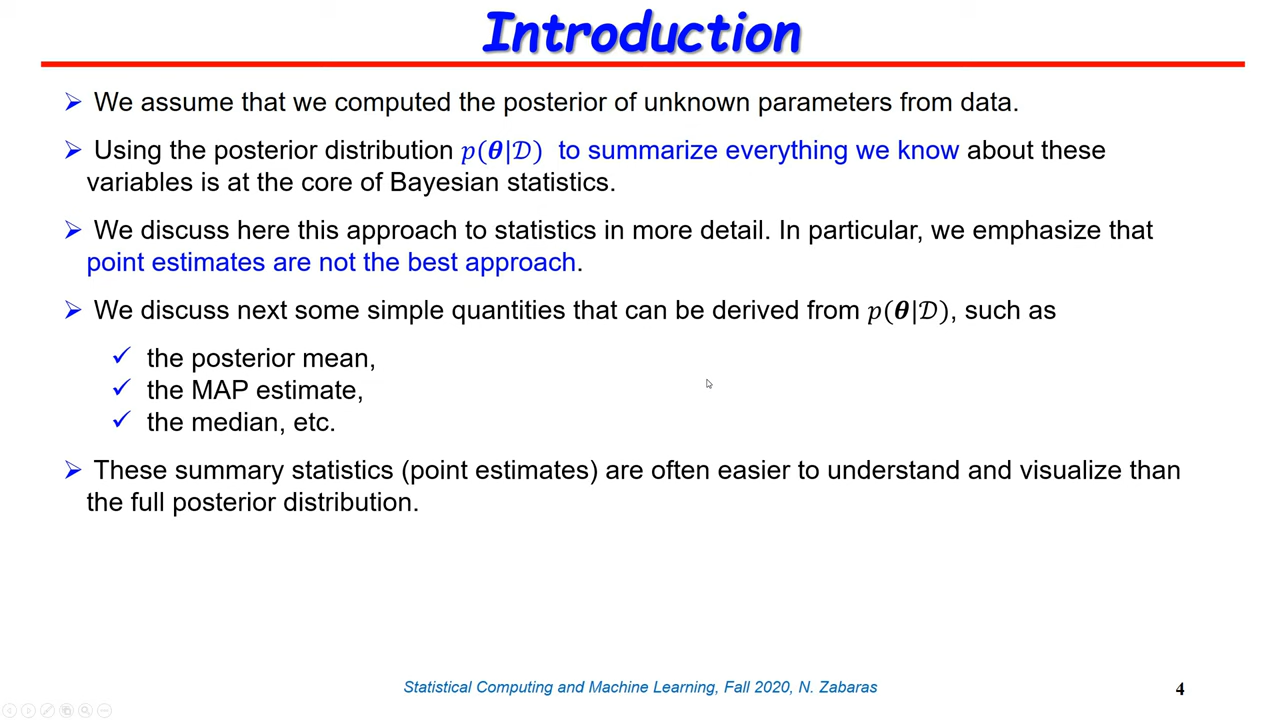 Introduction
➢ We assume that we computed the posterior of unknown parameters from data.
➢ Using the posterior distribution 𝑝(𝜽|𝒟) to summarize everything we know about these
variables is at the core of Bayesian statistics.
➢ We discuss here this approach to statistics in more detail. In particular, we emphasize that
point estimates are not the best approach.
➢ We discuss next some simple quantities that can be derived from 𝑝(𝜽|𝒟), such as
✓ the posterior mean,
✓ the MAP estimate,
✓ the median, etc.
➢ These summary statistics (point estimates) are often easier to understand and visualize than
the full posterior distribution.
Statistical Computing and Machine Learning, Fall 2020, N. Zabaras
4